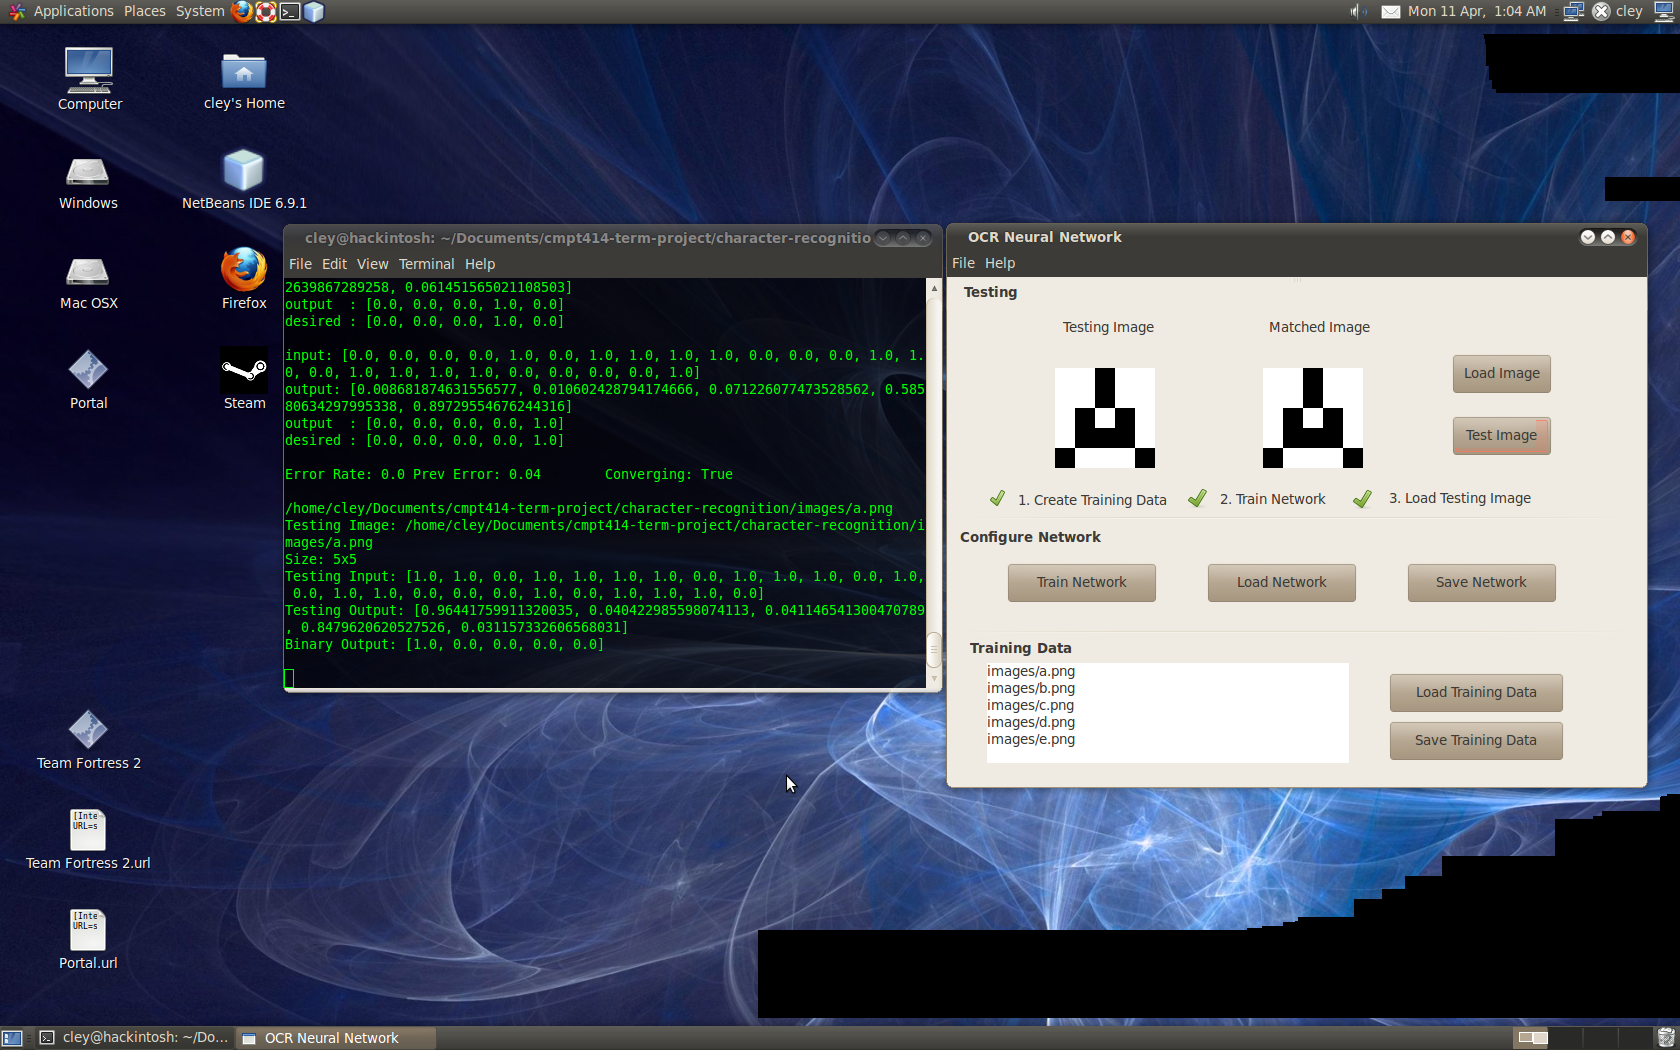 Applications Places System
Mon 11 Apr, 1:04 AM cley
Computer
cley's Home
Windows
NetBeans IDE 6.9.1
Mac OSX
Firefox
Portal
Steam
Team Fortress 2
[Inte
URL=s
Team Fortress 2.url
[Inte
URL=s
Portal.url
cley@hackintosh: ~/Documents/cmpt414-term-project/character-recognitio
File Edit View Terminal Help
2639867289258, 0.061451565021108503]
output  : [0.0, 0.0, 0.0, 1.0, 0.0]
desired : [0.0, 0.0, 0.0, 1.0, 0.0]
input: [0.0, 0.0, 0.0, 0.0, 1.0, 0.0, 1.0, 1.0, 1.0, 1.0, 0.0, 0.0, 0.0, 1.0, 1.
0, 0.0, 1.0, 1.0, 1.0, 1.0, 0.0, 0.0, 0.0, 0.0, 1.0]
output: [0.008681874631556577, 0.010602428794174666, 0.071226077473528562, 0.585
80634297995338, 0.89729554676244316]
output  : [0.0, 0.0, 0.0, 0.0, 1.0]
desired : [0.0, 0.0, 0.0, 0.0, 1.0]
Error Rate: 0.0 Prev Error: 0.04        Converging: True
/home/cley/Documents/cmpt414-term-project/character-recognition/images/a.png
Testing Image: /home/cley/Documents/cmpt414-term-project/character-recognition/i
mages/a.png
Size: 5x5
Testing Input: [1.0, 1.0, 0.0, 1.0, 1.0, 1.0, 1.0, 0.0, 1.0, 1.0, 1.0, 0.0, 1.0,
 0.0, 1.0, 1.0, 0.0, 0.0, 0.0, 1.0, 0.0, 1.0, 1.0, 1.0, 0.0]
Testing Output: [0.96441759911320035, 0.040422985598074113, 0.041146541300470789
, 0.8479620620527526, 0.031157332606568031]
Binary Output: [1.0, 0.0, 0.0, 0.0, 0.0]
OCR Neural Network
File Help
Testing
Testing Image
Matched Image
Load Image
Test Image
1. Create Training Data
2. Train Network
3. Load Testing Image
Configure Network
Train Network
Load Network
Save Network
Training Data
images/a.png
images/b.png
images/c.png
images/d.png
images/e.png
Load Training Data
Save Training Data
cley@hackintosh: ~/Do...
OCR Neural Network